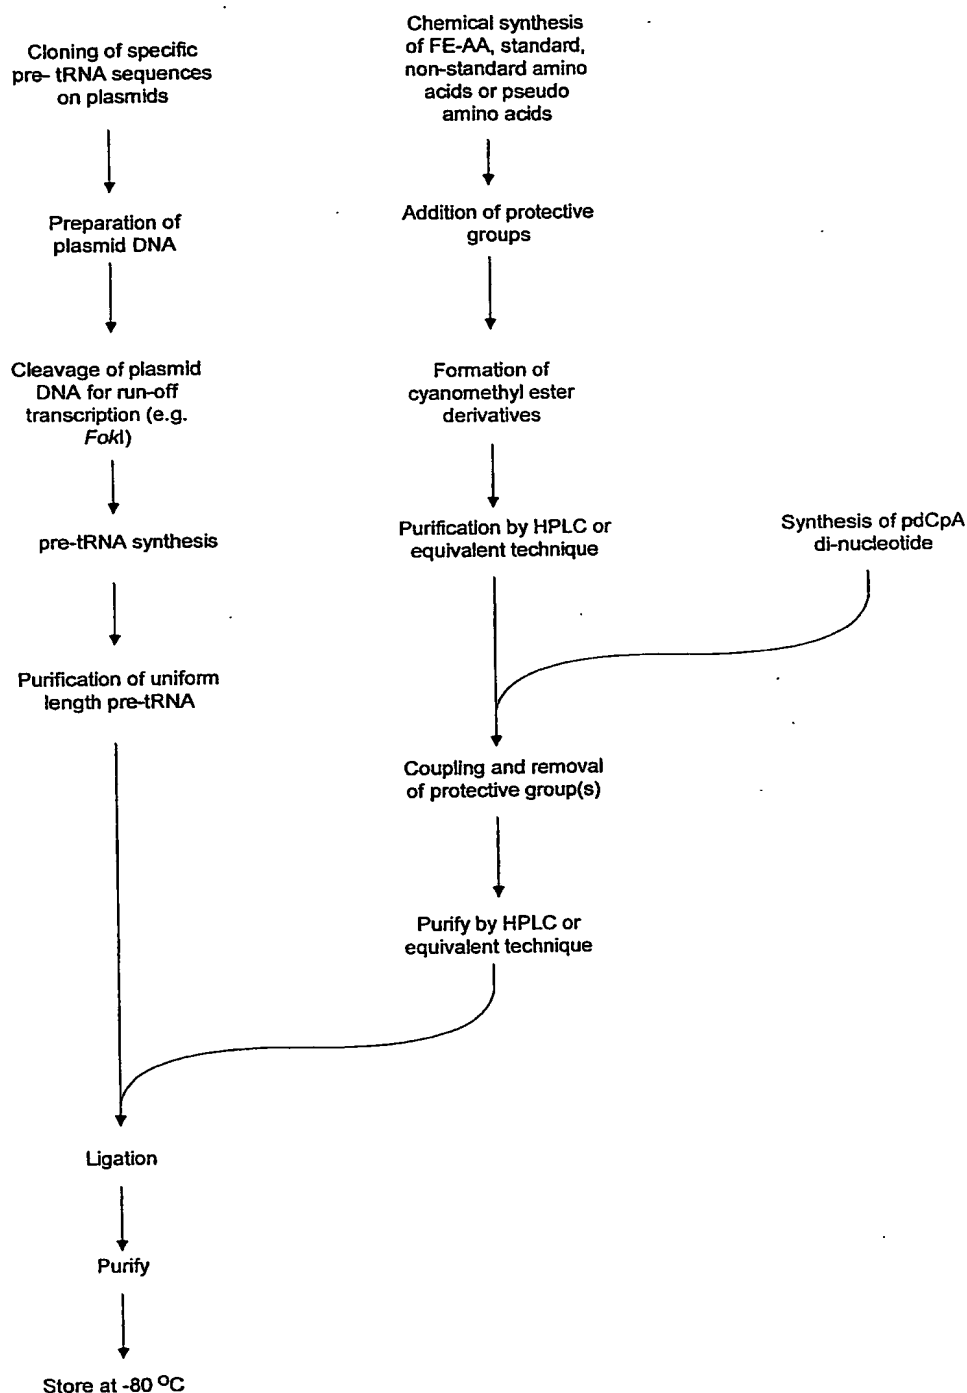 Cloning of specific
pre- tRNA sequences
on plasmids
Preparation of
plasmid DNA
Cleavage of plasmid
DNA for run-off
transcription (e.g.
FokI)
pre-tRNA synthesis
Purification of uniform
length pre-tRNA
Chemical synthesis
of FE-AA, standard,
non-standard amino
acids or pseudo
amino acids
Addition of protective
groups
Formation of
cyanomethyl ester
derivatives
Purification by HPLC or
equivalent technique
Synthesis of pdCpA
di-nucleotide
Coupling and removal
of protective group(s)
Purify by HPLC or
equivalent technique
Ligation
Purify
Store at -80 °C